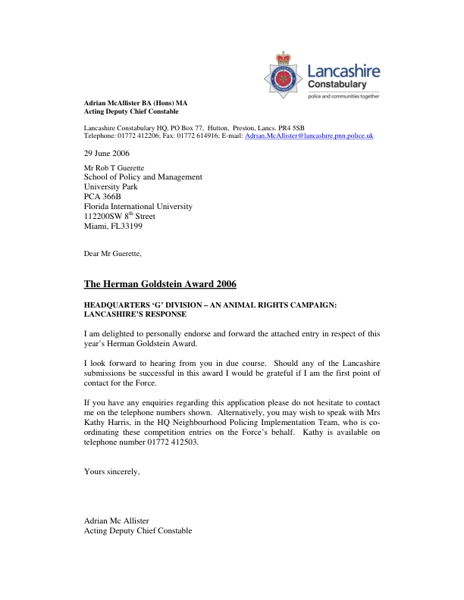 Lancashire
Constabulary
police and communities together
Adrian McAllister BA (Hons) MA
Acting Deputy Chief Constable
Lancashire Constabulary HQ, PO Box 77, Hutton, Preston, Lancs. PR4 5SB
Telephone: 01772 412206; Fax: 01772 614916; E-mail: Adrian.McAllister@lancashire.pnn.police.uk
29 June 2006
Mr Rob T Guerette
School of Policy and Management
University Park
PCA 366B
Florida International University
112200SW 8th Street
Miami, FL33199
Dear Mr Guerette,
The Herman Goldstein Award 2006
HEADQUARTERS ‘G’ DIVISION – AN ANIMAL RIGHTS CAMPAIGN:
LANCASHIRE’S RESPONSE
I am delighted to personally endorse and forward the attached entry in respect of this
year’s Herman Goldstein Award.
I look forward to hearing from you in due course. Should any of the Lancashire
submissions be successful in this award I would be grateful if I am the first point of
contact for the Force.
If you have any enquiries regarding this application please do not hesitate to contact
me on the telephone numbers shown. Alternatively, you may wish to speak with Mrs
Kathy Harris, in the HQ Neighbourhood Policing Implementation Team, who is co-
ordinating these competition entries on the Force’s behalf. Kathy is available on
telephone number 01772 412503.
Yours sincerely,
Adrian Mc Allister
Acting Deputy Chief Constable